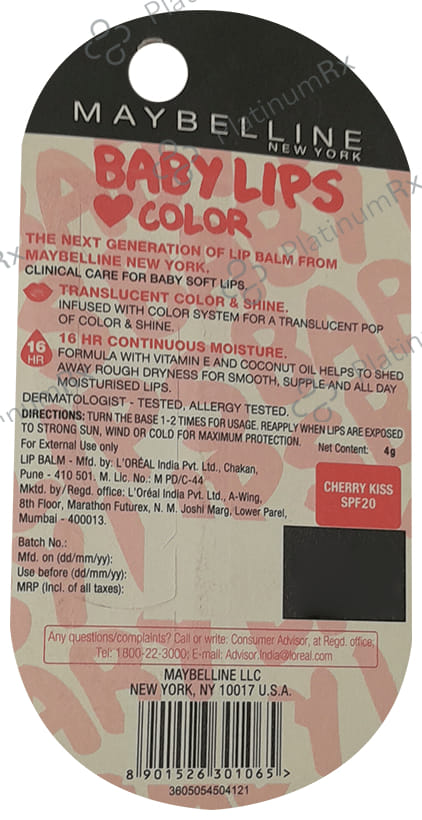 MAYBELLINE
NEW YORK
BABY LIPS
COLOR
THE NEXT GENERATION OF LIP BALM FROM
MAYBELLINE NEW YORK.
CLINICAL CARE FOR BABY SOFT LIPS.
TRANSLUCENT COLOR & SHINE.
INFUSED WITH COLOR SYSTEM FOR A TRANSLUCENT POP
OF COLOR & SHINE.
16 HR
16 HR CONTINUOUS MOISTURE.
FORMULA WITH VITAMIN E AND COCONUT OIL HELPS TO SHED
AWAY ROUGH DRYNESS FOR SMOOTH, SUPPLE AND ALL DAY
MOISTURISED LIPS.
DERMATOLOGIST - TESTED, ALLERGY TESTED.
DIRECTIONS: TURN THE BASE 1-2 TIMES FOR USAGE. REAPPLY WHEN LIPS ARE EXPOSED
TO STRONG SUN, WIND OR COLD FOR MAXIMUM PROTECTION.
For External Use only
Net Content: 4g
LIP BALM - Mfd. by: L'ORÉAL India Pvt. Ltd., Chakan,
Pune - 410 501. M. Lic. No.: M PD/C-44
Mktd. by/Regd. office: L'Oréal India Pvt. Ltd., A-Wing,
8th Floor, Marathon Futurex, N. M. Joshi Marg, Lower Parel,
Mumbai - 400013.
CHERRY KISS
SPF20
Batch No.:
Mfd. on (dd/mm/yy):
Use before (dd/mm/yy):
MRP (Incl. of all taxes):
Any questions/complaints? Call or write: Consumer Advisor, at Regd. office;
Tel: 1800-22-3000; E-mail: Advisor.India@loreal.com
MAYBELLINE LLC
NEW YORK, NY 10017 U.S.A.
8 901526 301065 >
3605054504121
PlatinumRx